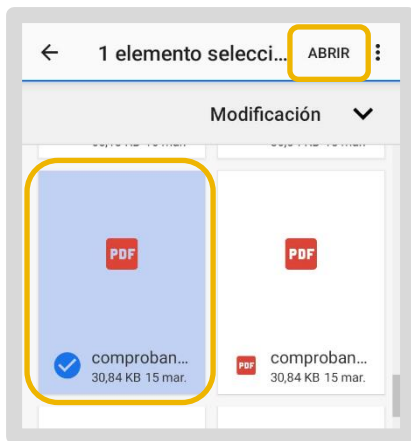 1 elemento selecci... ABRIR
Modificación
PDF PDF
comproban... PDF comproban...
30,84 KB 15 mar. 30,84 KB 15 mar.